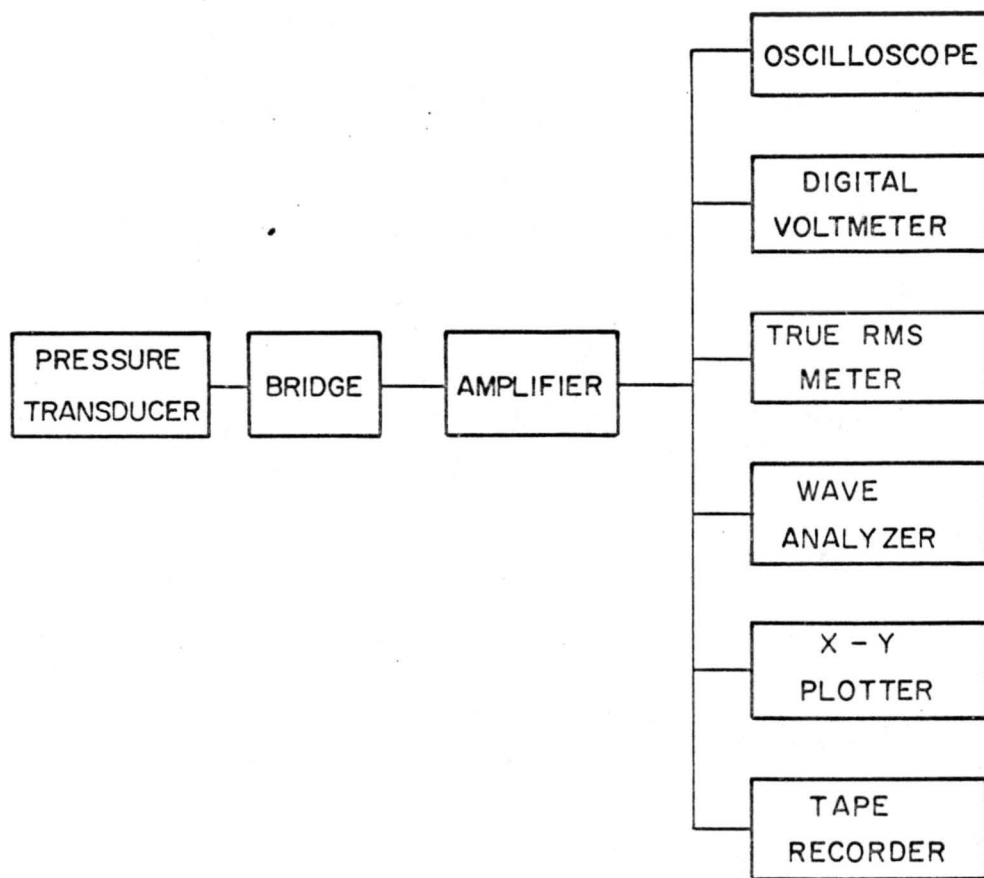 OSCILLOSCOPE
DIGITAL
VOLTMETER
PRESSURE
TRANSDUCER
BRIDGE
AMPLIFIER
TRUE RMS
METER
WAVE
ANALYZER
X - Y
PLOTTER
TAPE
RECORDER